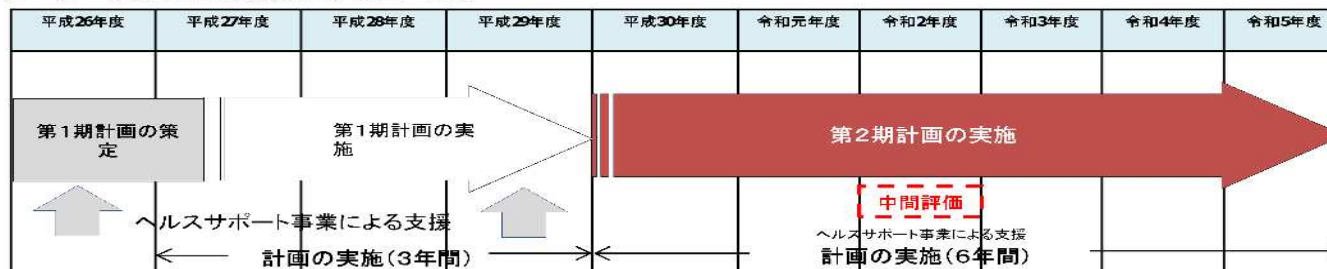 平成26年度 平成27年度 平成28年度 平成29年度 平成30年度 令和元年度 令和2年度 令和3年度 令和4年度 令和5年度
第1期計画の策
定
第1期計画の実
施
第2期計画の実施
中間評価
ヘルスサポート事業による支援
ヘルスサポート事業による支援
計画の実施(3年間)
計画の実施(6年間)